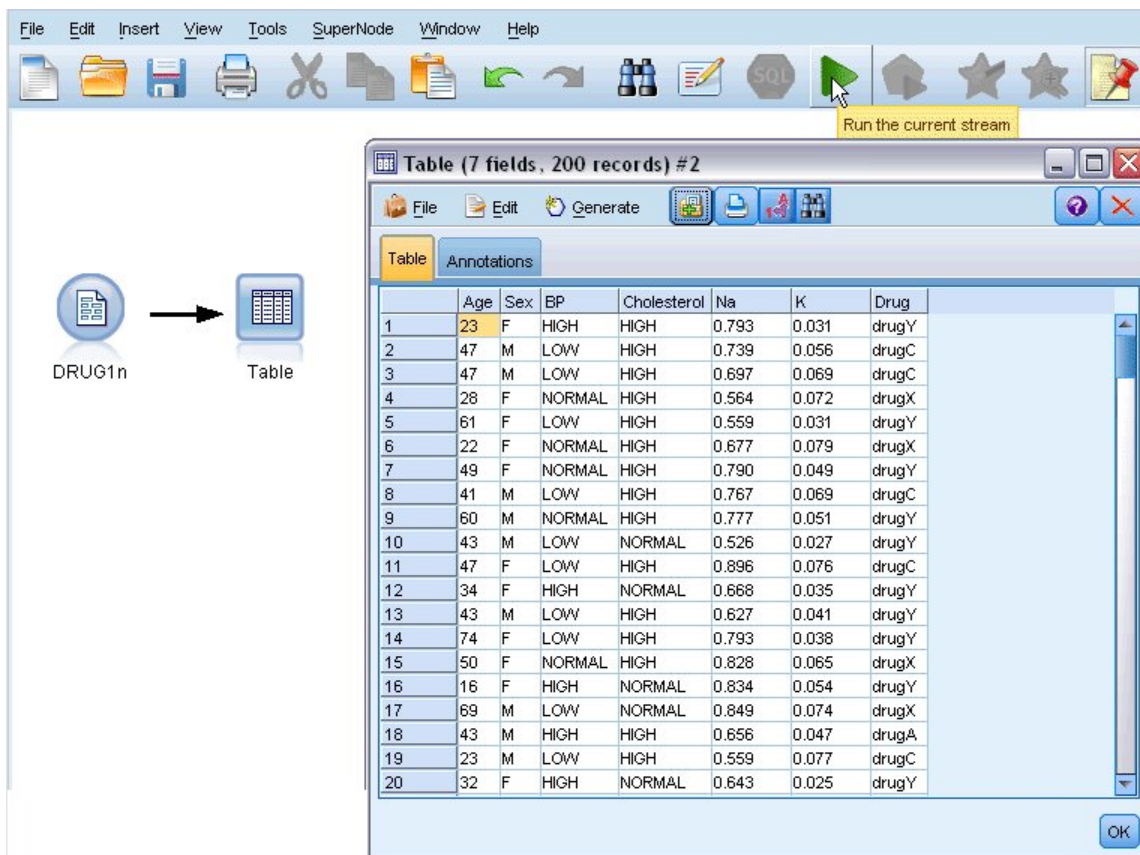 File Edit Insert View Tools SuperNode Window Help
SQL
Run the current stream
DRUG1n
Table
Table (7 fields, 200 records) #2
File Edit Generate
Table Annotations
Age Sex BP Cholesterol Na K Drug
1 23 F HIGH HIGH 0.793 0.031 drugY
2 47 M LOW HIGH 0.739 0.056 drugC
3 47 M LOW HIGH 0.697 0.069 drugC
4 28 F NORMAL HIGH 0.564 0.072 drugX
5 61 F LOW HIGH 0.559 0.031 drugY
6 22 F NORMAL HIGH 0.677 0.079 drugX
7 49 F NORMAL HIGH 0.790 0.049 drugY
8 41 M LOW HIGH 0.767 0.069 drugC
9 60 M NORMAL HIGH 0.777 0.051 drugY
10 43 M LOW NORMAL 0.526 0.027 drugY
11 47 F LOW HIGH 0.896 0.076 drugC
12 34 F HIGH NORMAL 0.668 0.035 drugY
13 43 M LOW HIGH 0.627 0.041 drugY
14 74 F LOW HIGH 0.793 0.038 drugY
15 50 F NORMAL HIGH 0.828 0.065 drugX
16 16 F HIGH NORMAL 0.834 0.054 drugY
17 69 M LOW NORMAL 0.849 0.074 drugX
18 43 M HIGH HIGH 0.656 0.047 drugA
19 23 M LOW HIGH 0.559 0.077 drugC
20 32 F HIGH NORMAL 0.643 0.025 drugY
OK